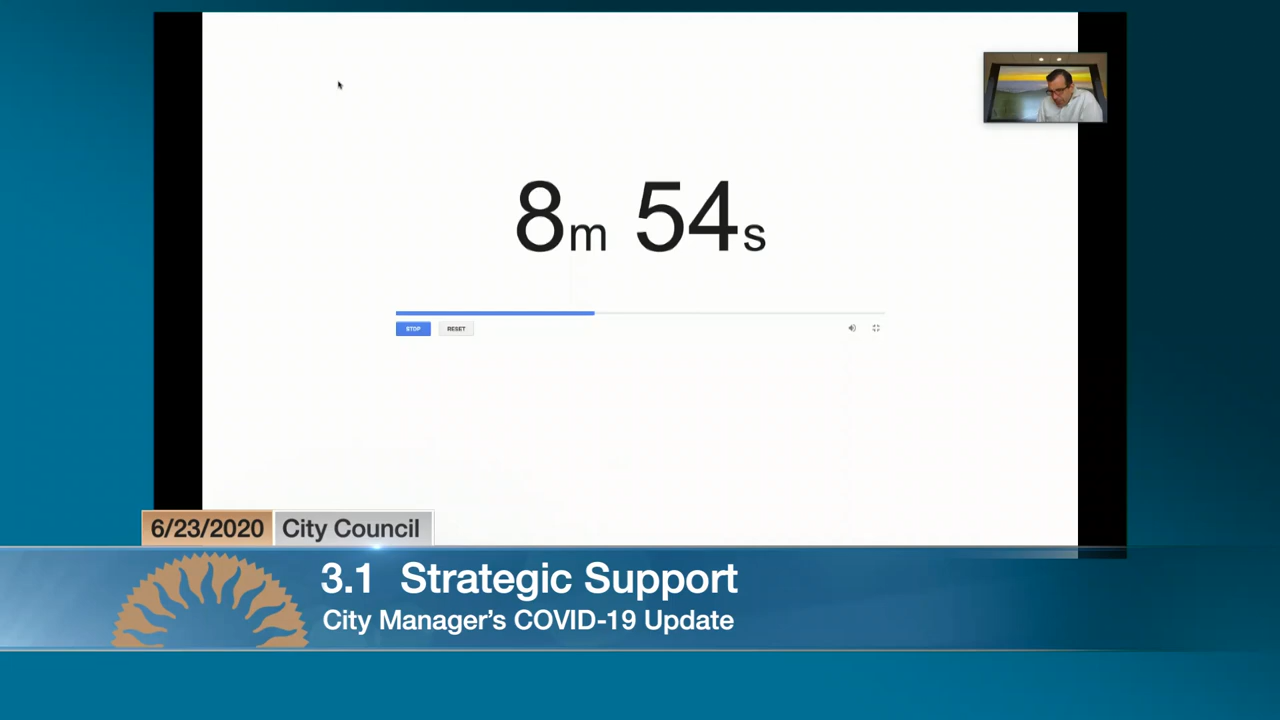 8m 54s
STOP RESET
6/23/2020 City Council
3.1 Strategic Support
City Manager's COVID-19 Update